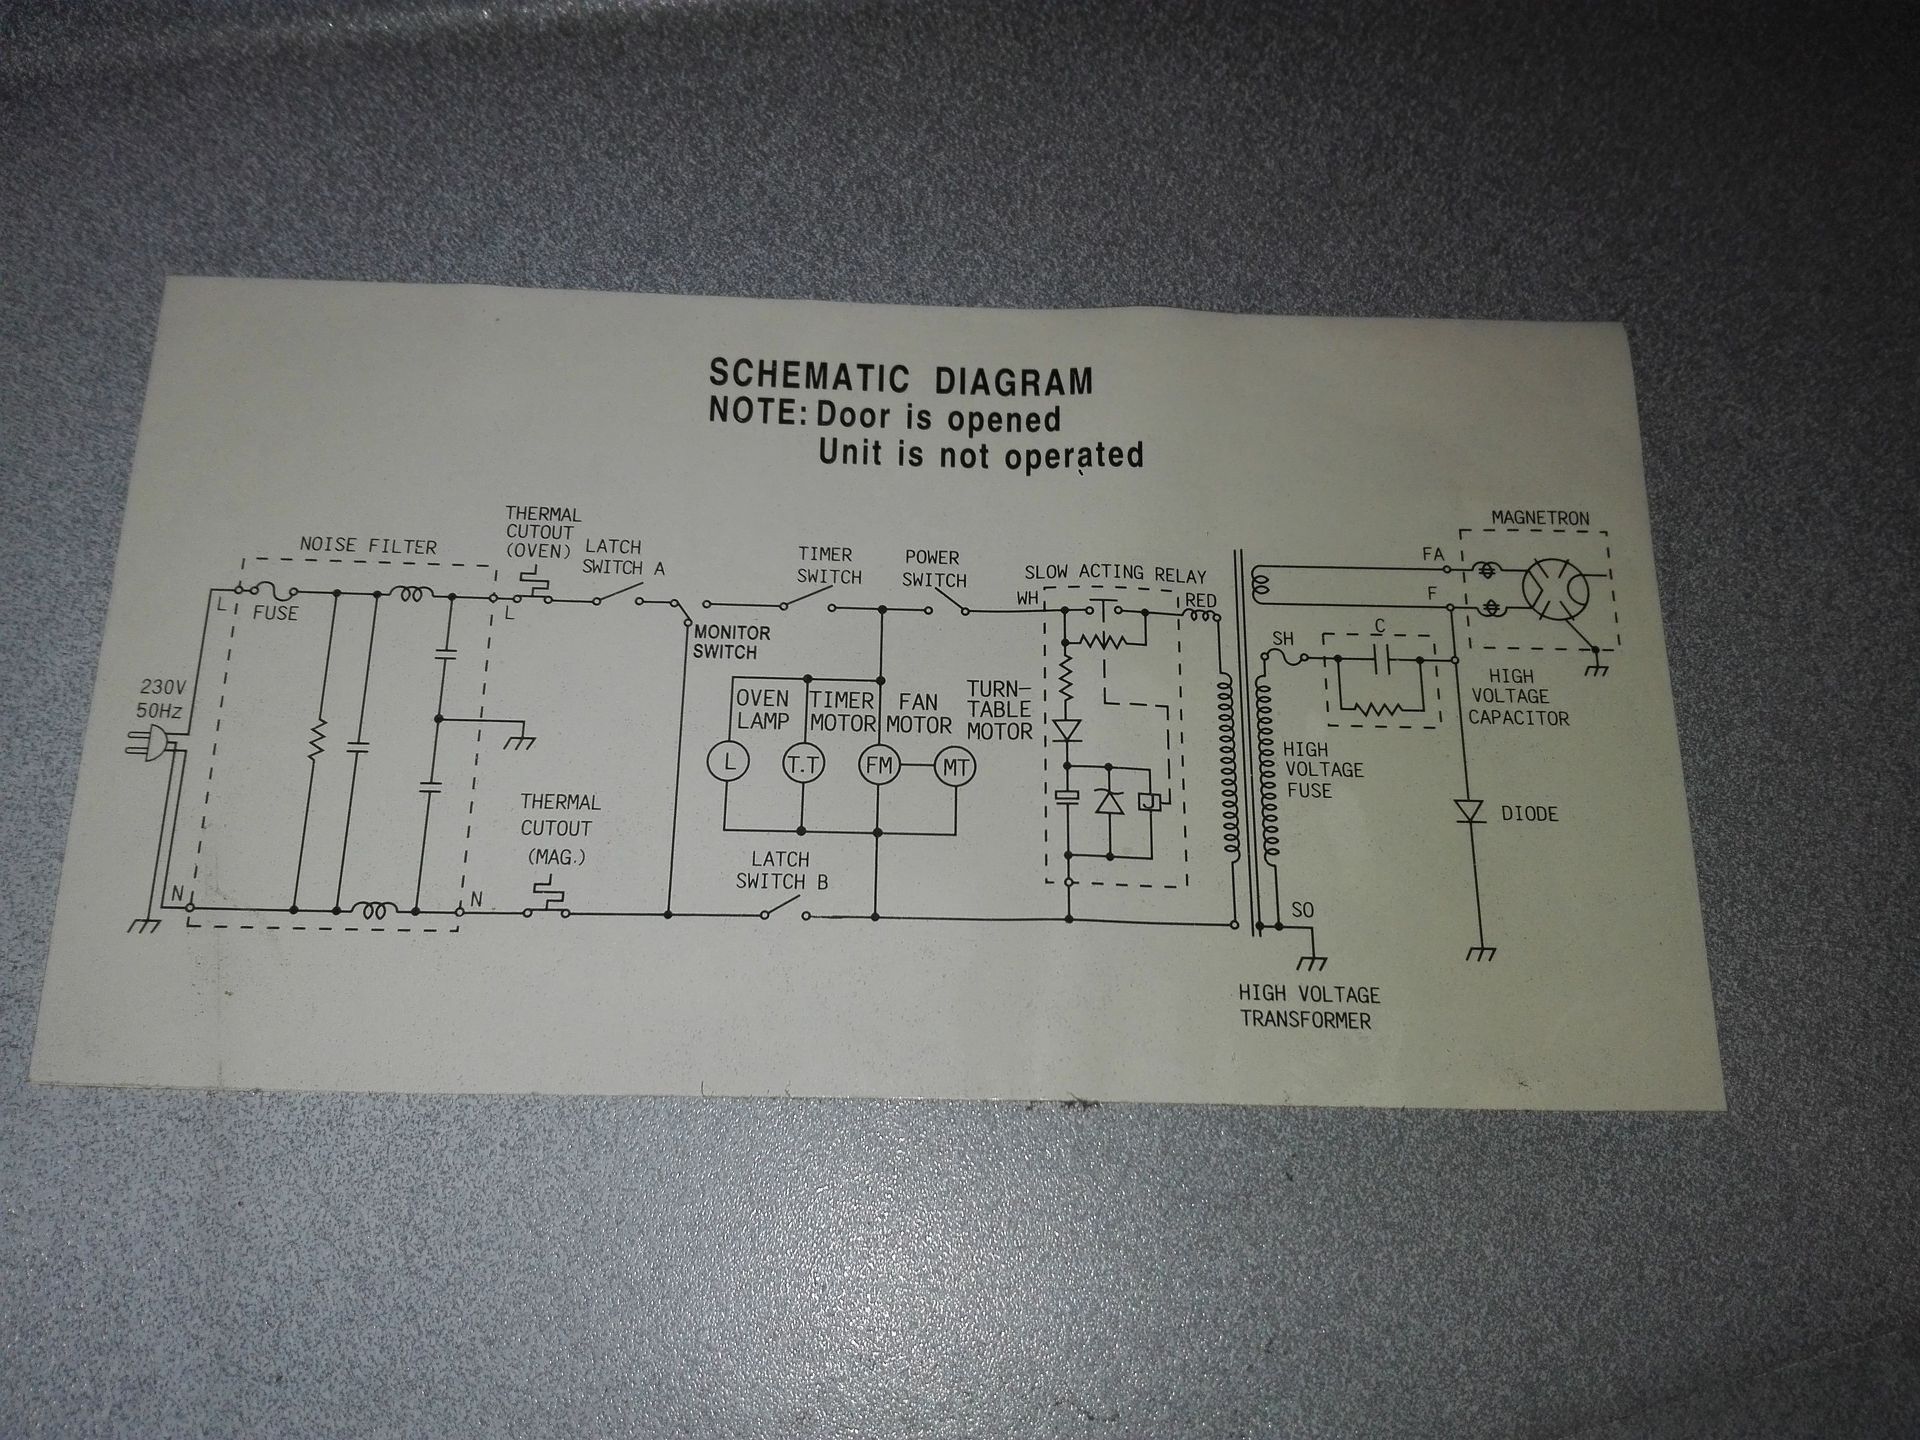 SCHEMATIC DIAGRAM
NOTE: Door is opened
Unit is not operated
THERMAL
CUTOUT
(OVEN)
NOISE FILTER
LATCH
SWITCH A
TIMER
SWITCH
POWER
SWITCH
SLOW ACTING RELAY
MAGNETRON
FA
F
L
FUSE
L
WH
RED
MONITOR
SWITCH
C
SH
230V
50Hz
OVEN
LAMP
TIMER
MOTOR
FAN
MOTOR
TURN-
TABLE
MOTOR
HIGH
VOLTAGE
CAPACITOR
L
T.T
FM
MT
J
HIGH
VOLTAGE
FUSE
DIODE
THERMAL
CUTOUT
(MAG.)
LATCH
SWITCH B
N
N
SO
HIGH VOLTAGE
TRANSFORMER